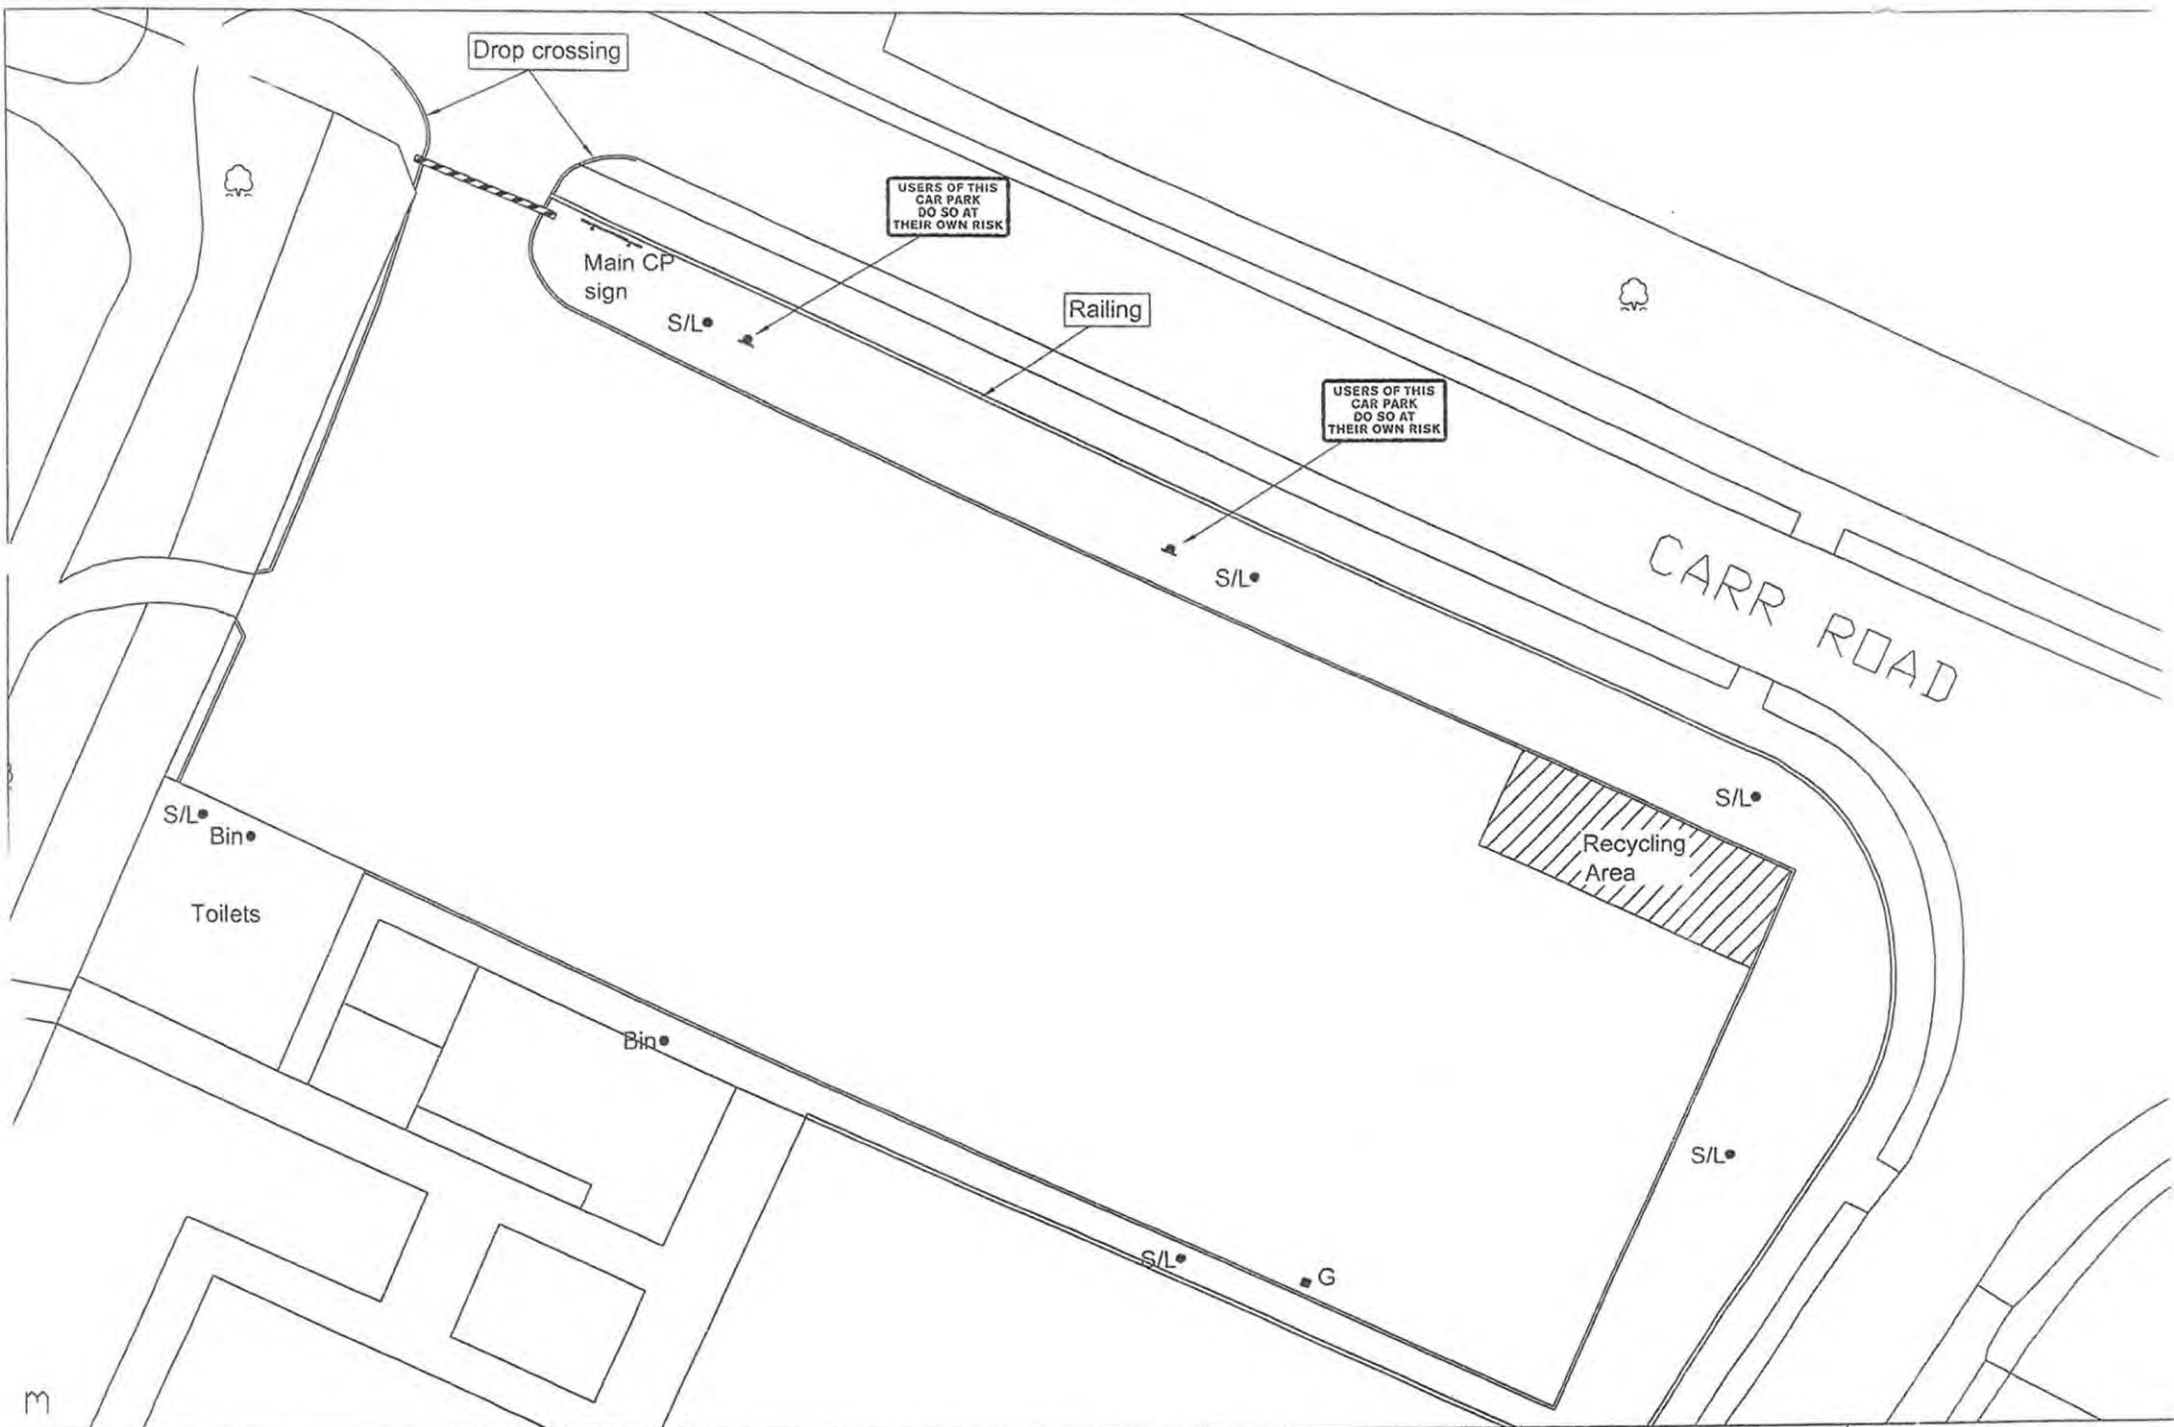 Drop crossing
USERS OF THIS
CAR PARK
DO SO AT
THEIR OWN RISK
Main CP
sign
S/L
Railing
USERS OF THIS
CAR PARK
DO SO AT
THEIR OWN RISK
S/L
CARR ROAD
S/L
Recycling
Area
S/L
Bin
Toilets
Bin
S/L
S/L
G
m